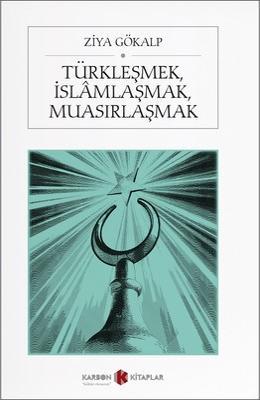 ZİYA GÖKALP
TÜRKLEŞMEK,
İSLÂMLAŞMAK,
MUASIRLAŞMAK
KARBON KİTAPLAR